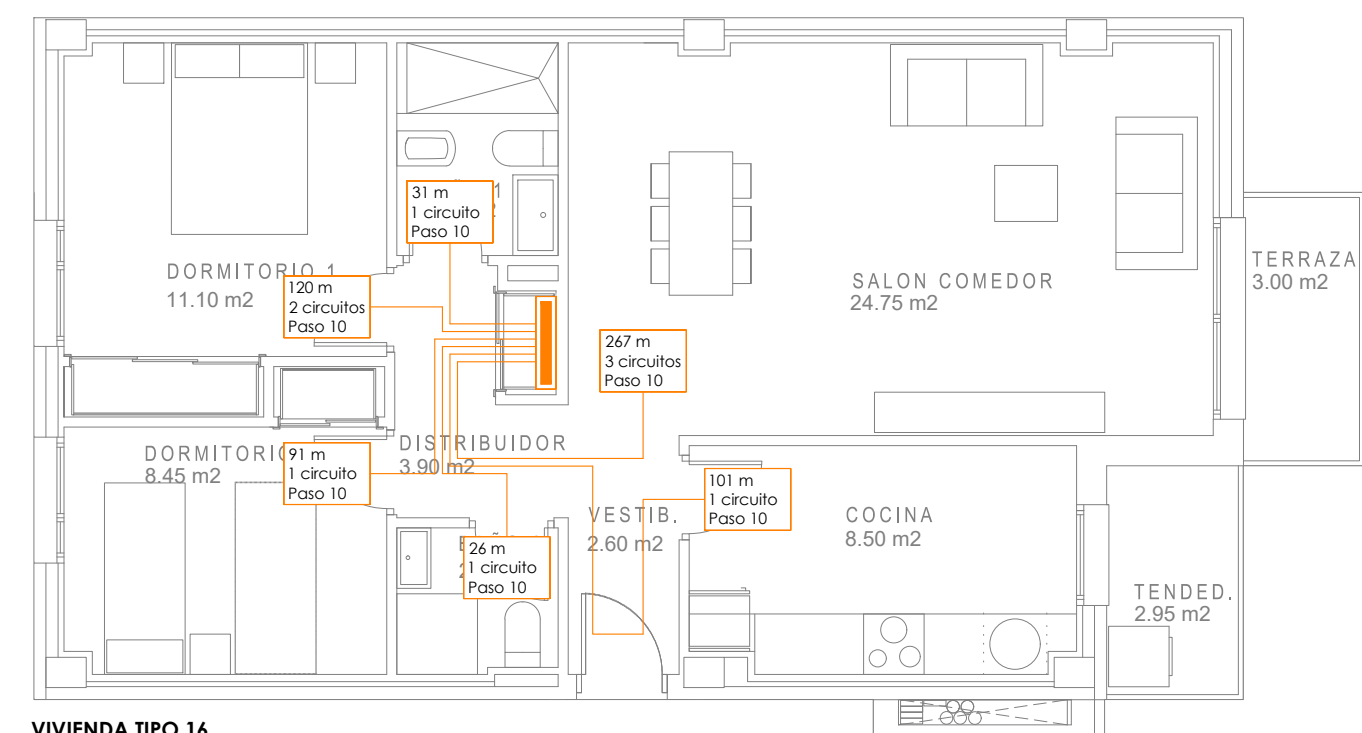 31 m
1 circuito
Paso 10
1
2
DORMITORIO 1
11.10 m2
120 m
2 circuitos
Paso 10
SALON COMEDOR
24.75 m2
TERRAZA
3.00 m2
267 m
3 circuitos
Paso 10
DORMITORIO
8.45 m2
91 m
1 circuito
Paso 10
DISTRIBUIDOR
3.90 m2
VESTIB.
2.60 m2
101 m
1 circuito
Paso 10
COCINA
8.50 m2
26 m
1 circuito
Paso 10
TENDED.
2.95 m2
VIVIENDA TIPO 16